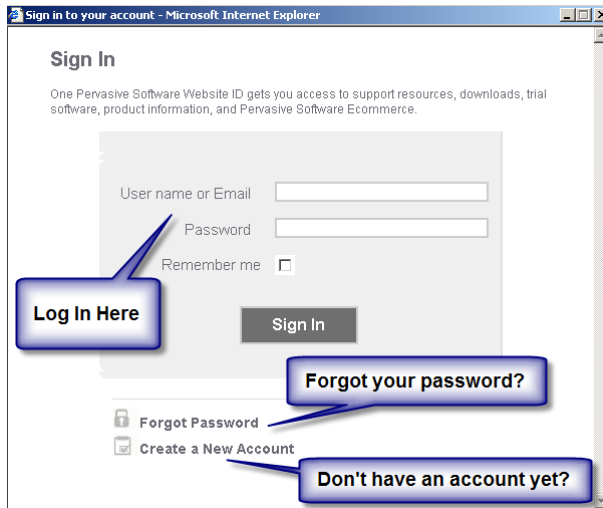 Sign in to your account - Microsoft Internet Explorer
Sign In
One Pervasive Software Website ID gets you access to support resources, downloads, trial
software, product information, and Pervasive Software Ecommerce.
User name or Email
Password
Remember me
Log In Here
Sign In
Forgot your password?
Forgot Password
Create a New Account
Don't have an account yet?